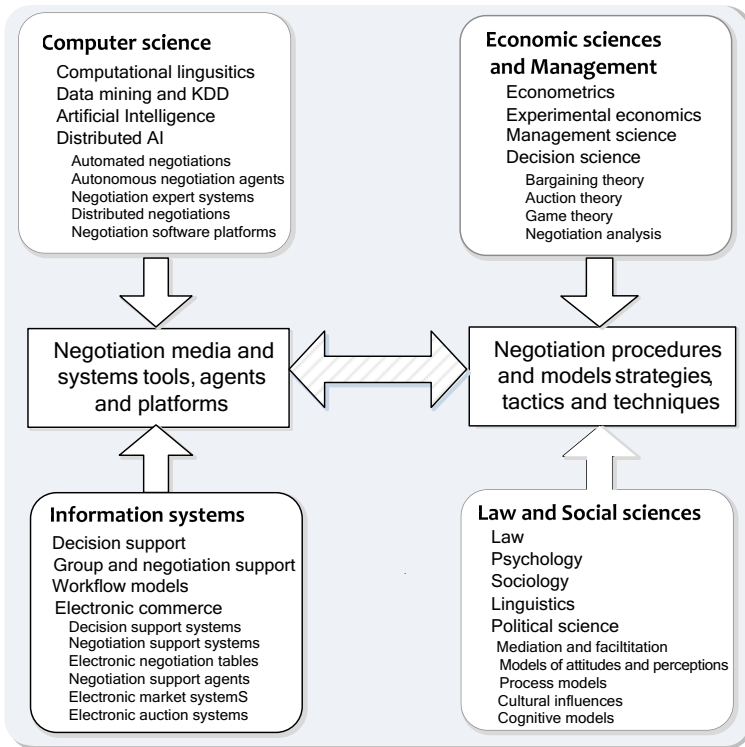 Computer science
Computational lingusitics
Data mining and KDD
Artificial Intelligence
Distributed AI
Automated negotiations
Autonomous negotiation agents
Negotiation expert systems
Distributed negotiations
Negotiation software platforms
Economic sciences
and Management
Econometrics
Experimental economics
Management science
Decision science
Bargaining theory
Auction theory
Game theory
Negotiation analysis
Negotiation media and
systems tools, agents
and platforms
Negotiation procedures
and models strategies,
tactics and techniques
Information systems
Decision support
Group and negotiation support
Workflow models
Electronic commerce
Decision support systems
Negotiation support systems
Electronic negotiation tables
Negotiation support agents
Electronic market systemS
Electronic auction systems
Law and Social sciences
Law
Psychology
Sociology
Linguistics
Political science
Mediation and faciltitation
Models of attitudes and perceptions
Process models
Cultural influences
Cognitive models